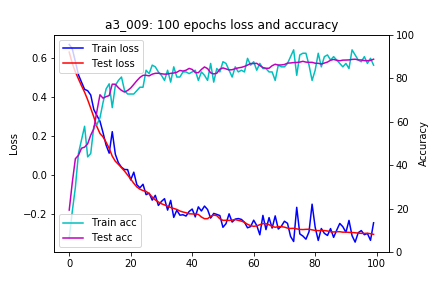 a3_009: 100 epochs loss and accuracy
Train loss
Test loss
Train acc
Test acc
Loss
0.6
0.4
0.2
0.0
−0.2
Accuracy
100
80
60
40
20
0
0
20
40
60
80
100